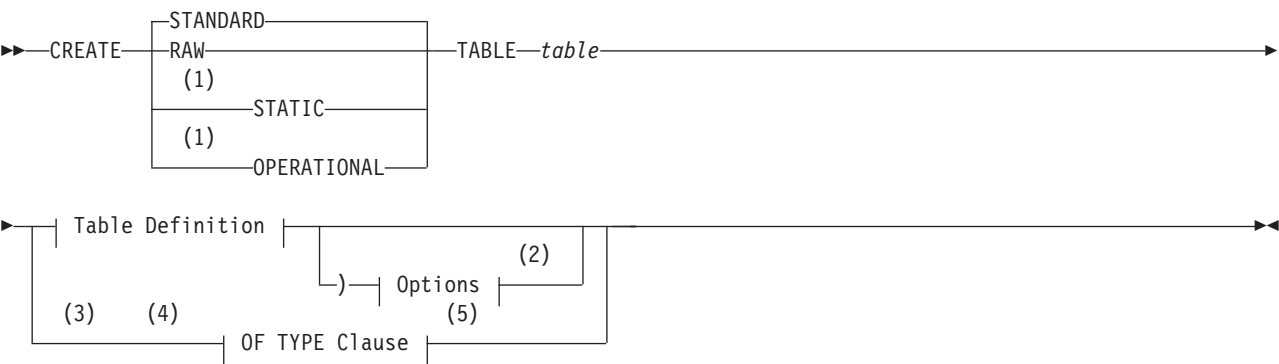 STANDARD
CREATE RAW TABLE table
(1)
STATIC
(1)
OPERATIONAL
Table Definition
(2)
) Options
(3) (4) (5)
OF TYPE Clause